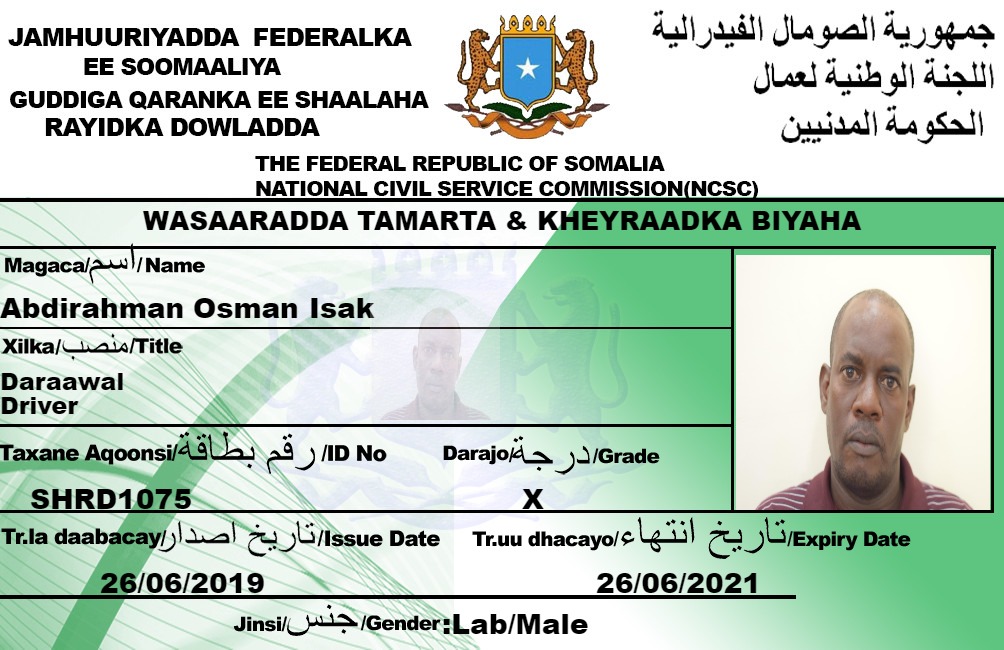 JAMHUURIYADDA FEDERALKA
EE SOOMAALIYA
GUDDIGA QARANKA EE SHAALAHA
RAYIDKA DOWLADDA
جمهورية الصومال الفيدرالية
اللجنة الوطنية لعمال
الحكومة المدنيين
THE FEDERAL REPUBLIC OF SOMALIA
NATIONAL CIVIL SERVICE COMMISSION(NCSC)
WASAARADDA TAMARTA & KHEYRAADKA BIYAHA
Magaca/اسم/Name
Abdirahman Osman Isak
Xilka/منصب/Title
Daraawal
Driver
Taxane Aqoonsi/رقم بطاقة/ID No
Darajo/درجة/Grade
SHRD1075
X
Tr.la daabacay/تاريخ اصدار/Issue Date
Tr.uu dhacayo/تاريخ انتهاء/Expiry Date
26/06/2019
26/06/2021
Jinsi/جنس/Gender:Lab/Male